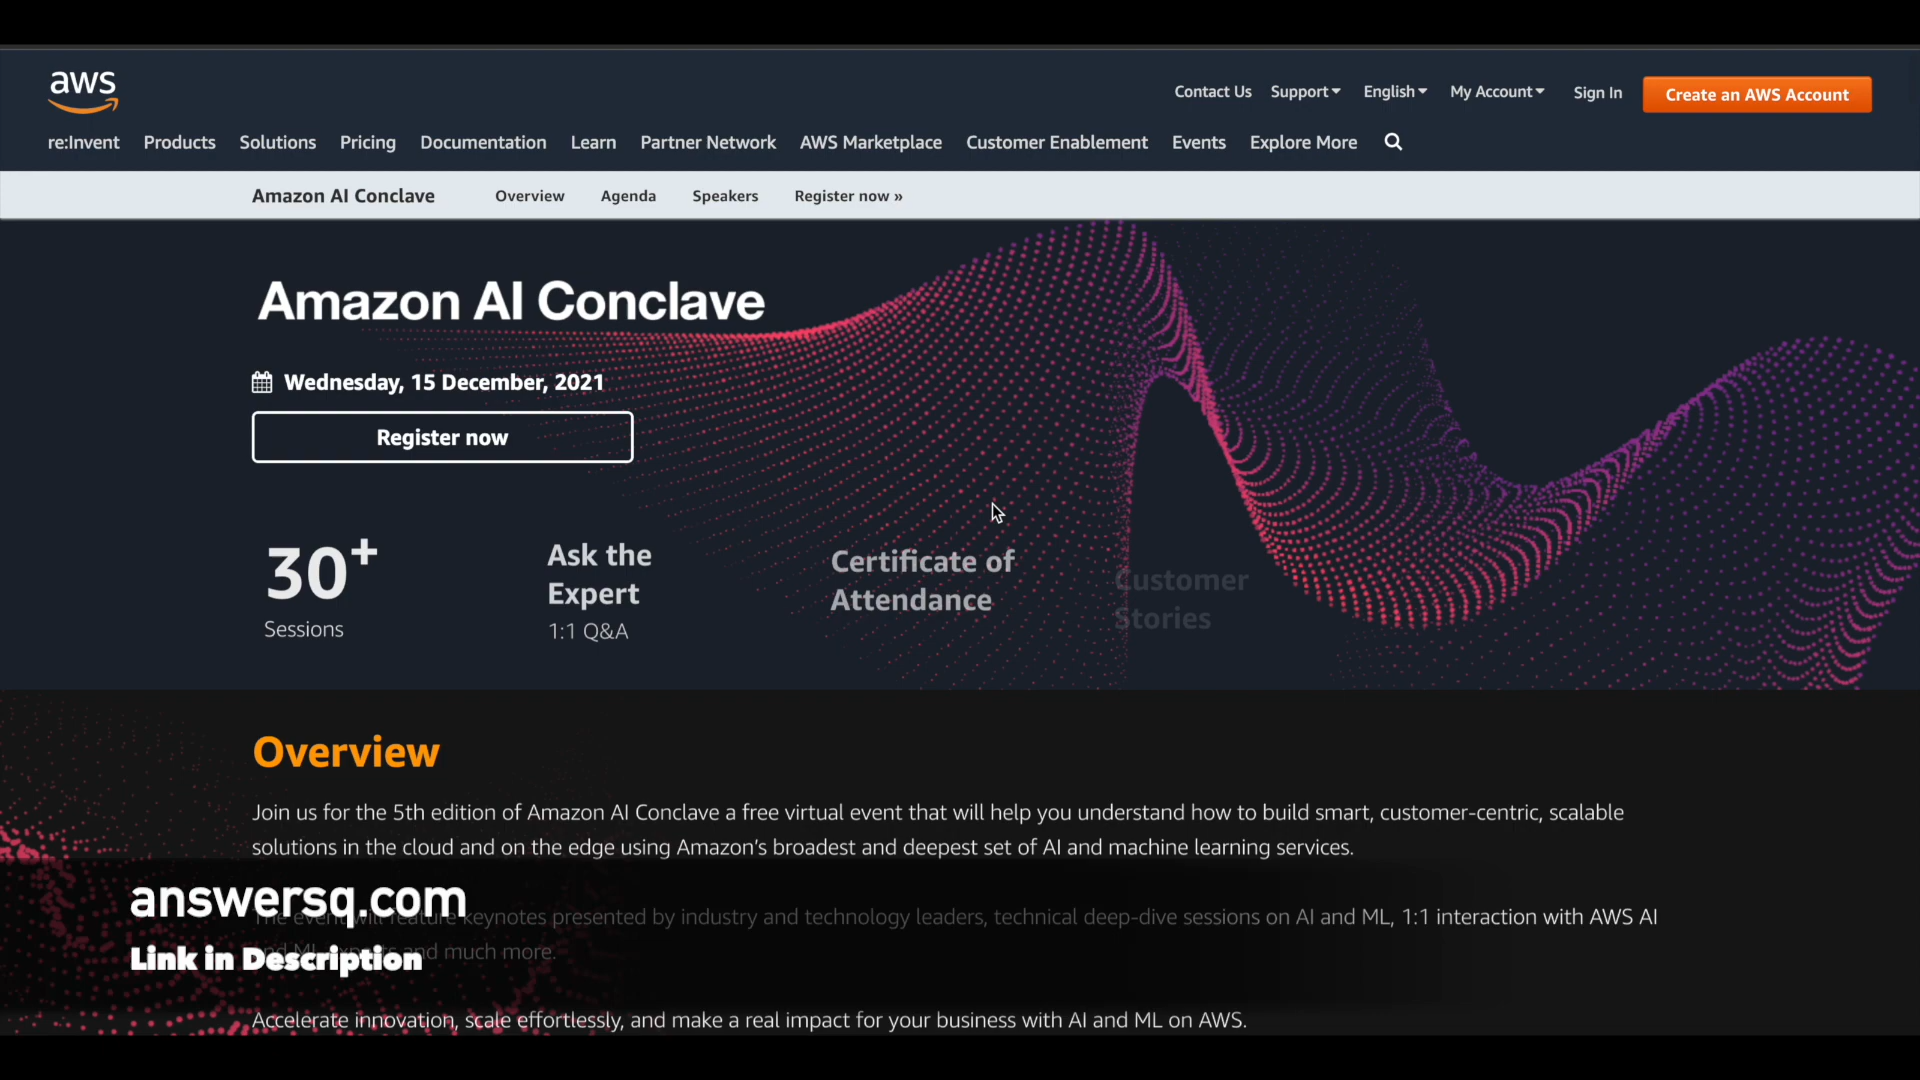 aws
Contact Us Support English My Account Sign In Create an AWS Account
re:Invent Products Solutions Pricing Documentation Learn Partner Network AWS Marketplace Customer Enablement Events Explore More
Amazon AI Conclave Overview Agenda Speakers Register now »
Amazon AI Conclave
Wednesday, 15 December, 2021
Register now
30+
Sessions
Ask the
Expert
1:1 Q&A
Certificate of
Attendance
Customer
Stories
Overview
Join us for the 5th edition of Amazon AI Conclave a free virtual event that will help you understand how to build smart, customer-centric, scalable
solutions in the cloud and on the edge using Amazon's broadest and deepest set of AI and machine learning services.
answersq.com
The event will feature keynotes presented by industry and technology leaders, technical deep-dive sessions on AI and ML, 1:1 interaction with AWS AI
and ML experts and much more.
Link in Description
Accelerate innovation, scale effortlessly, and make a real impact for your business with AI and ML on AWS.